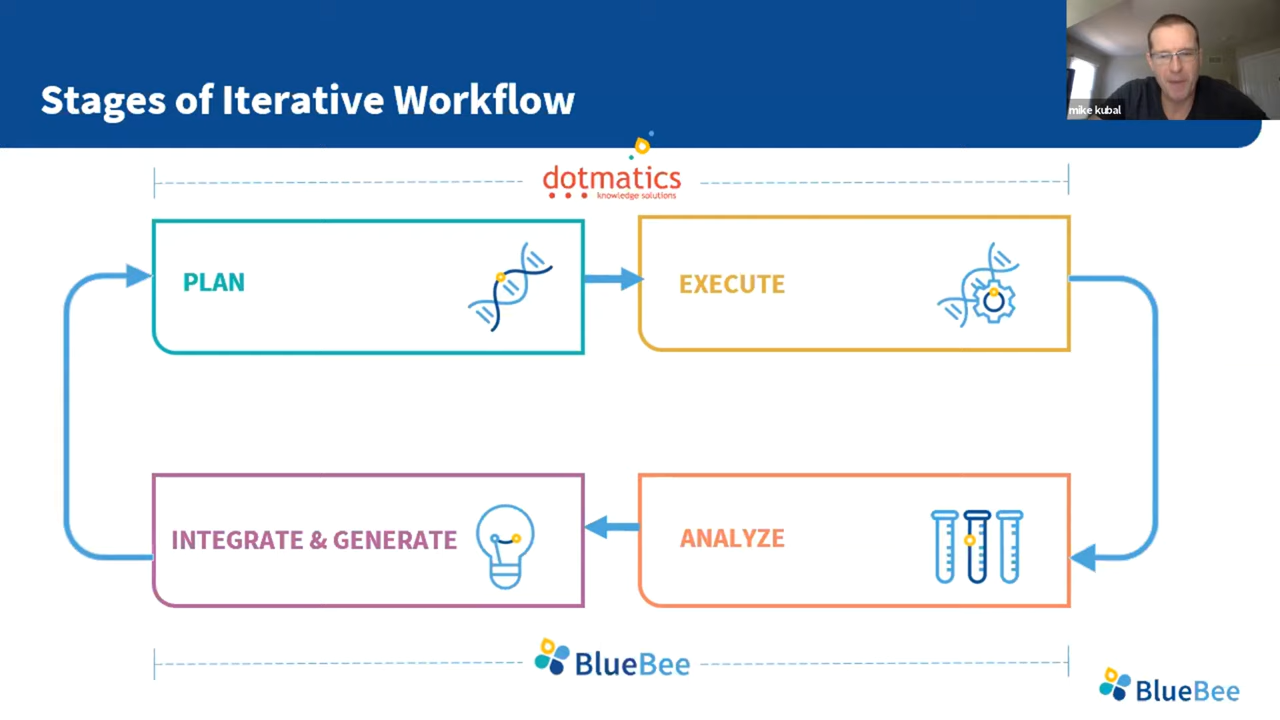 Stages of Iterative Workflow
mike kubal
dotmatics
knowledge solutions
PLAN
EXECUTE
INTEGRATE & GENERATE
ANALYZE
BlueBee
BlueBee